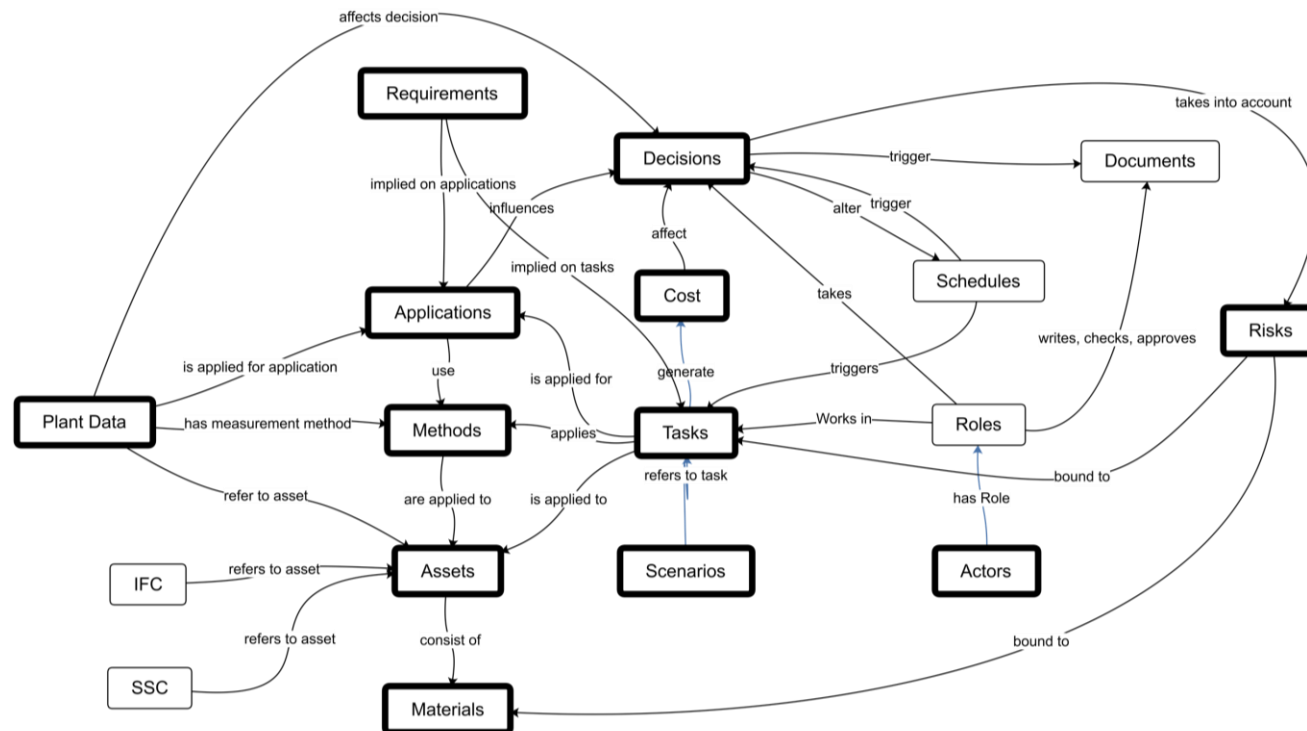 affects decision
Requirements
takes into account
Decisions
trigger
Documents
implied on applications
influences
alter
trigger
affect
implied on tasks
Schedules
Cost
takes
Applications
Risks
writes, checks, approves
is applied for application
use
is applied for
generate
triggers
Plant Data
has measurement method
Methods
applies
Tasks
Works in
Roles
refers to task
bound to
refer to asset
are applied to
is applied to
has Role
IFC
refers to asset
Assets
Scenarios
Actors
refers to asset
consist of
bound to
SSC
Materials